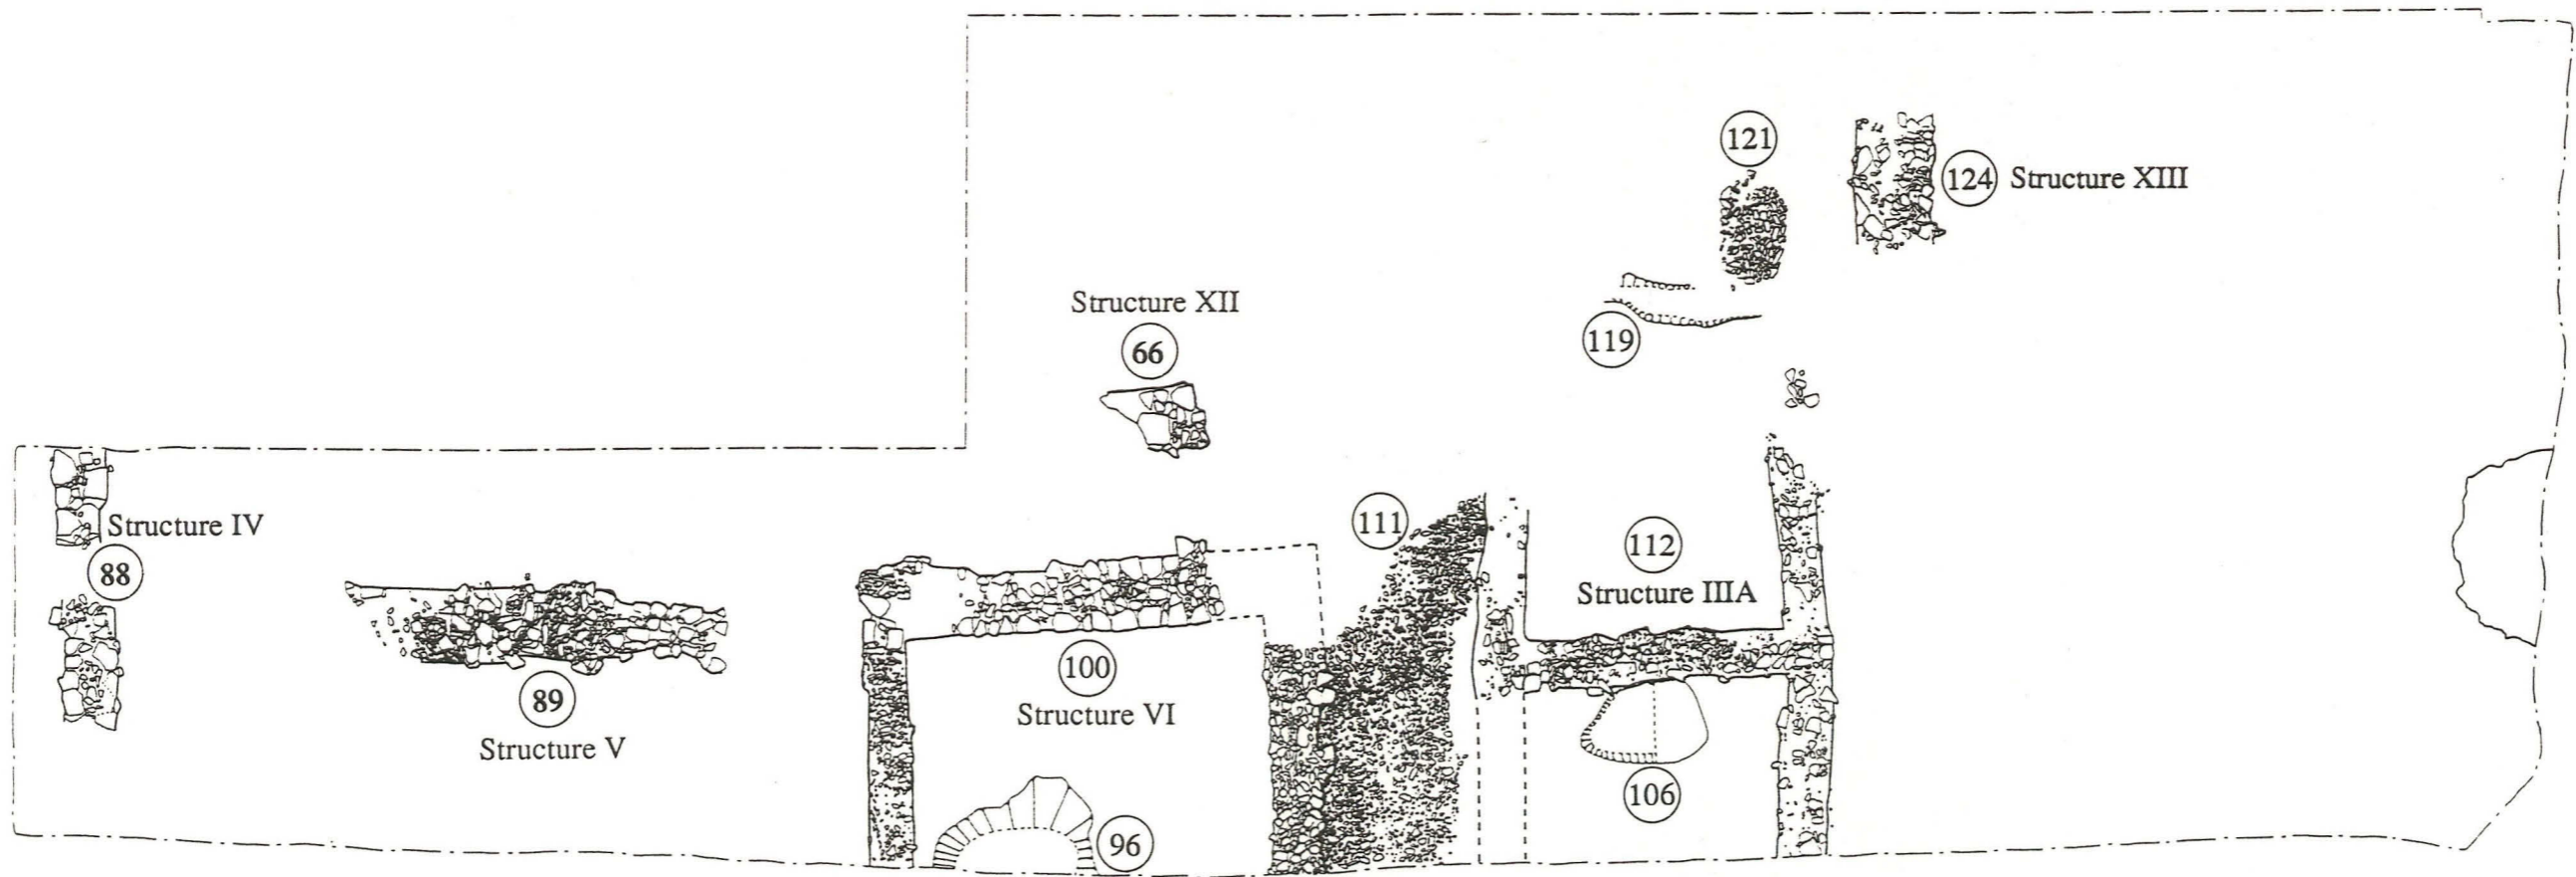 121
124 Structure XIII
Structure XII
66
119
Structure IV
88
111
112
Structure IIIA
89
Structure V
100
Structure VI
106
96